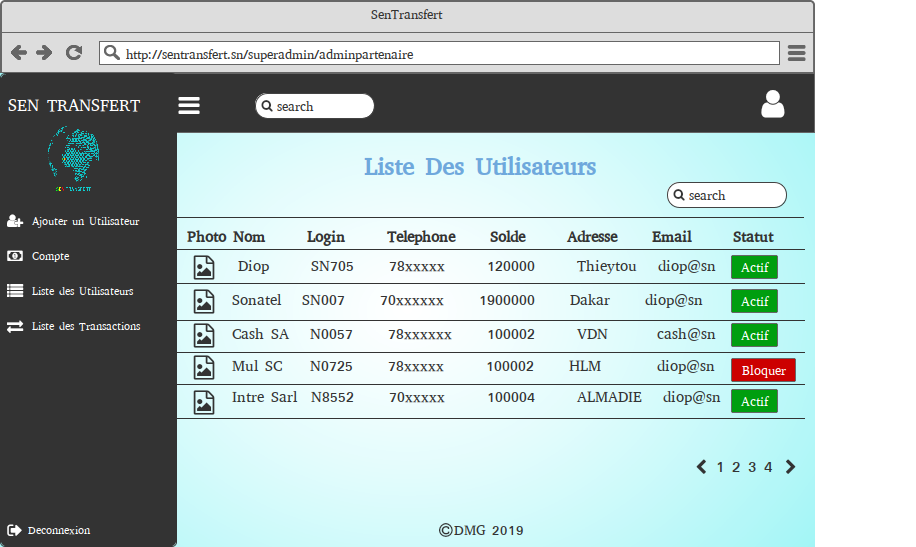 SenTransfert
http://sentransfert.sn/superadmin/adminpartenaire
SEN TRANSFERT
search
SEN TRANSFERT
Liste Des Utilisateurs
search
Ajouter un Utilisateur
Compte
Liste des Utilisateurs
Liste des Transactions
Photo Nom Login Telephone Solde Adresse Email Statut
Diop SN705 78xxxxx 120000 Thieytou diop@sn Actif
Sonatel SN007 70xxxxxx 1900000 Dakar diop@sn Actif
Cash SA N0057 78xxxxxx 100002 VDN cash@sn Actif
Mul SC N0725 78xxxxx 100002 HLM diop@sn Bloquer
Intre Sarl N8552 70xxxxx 100004 ALMADIE diop@sn Actif
1 2 3 4
Deconnexion
©DMG 2019